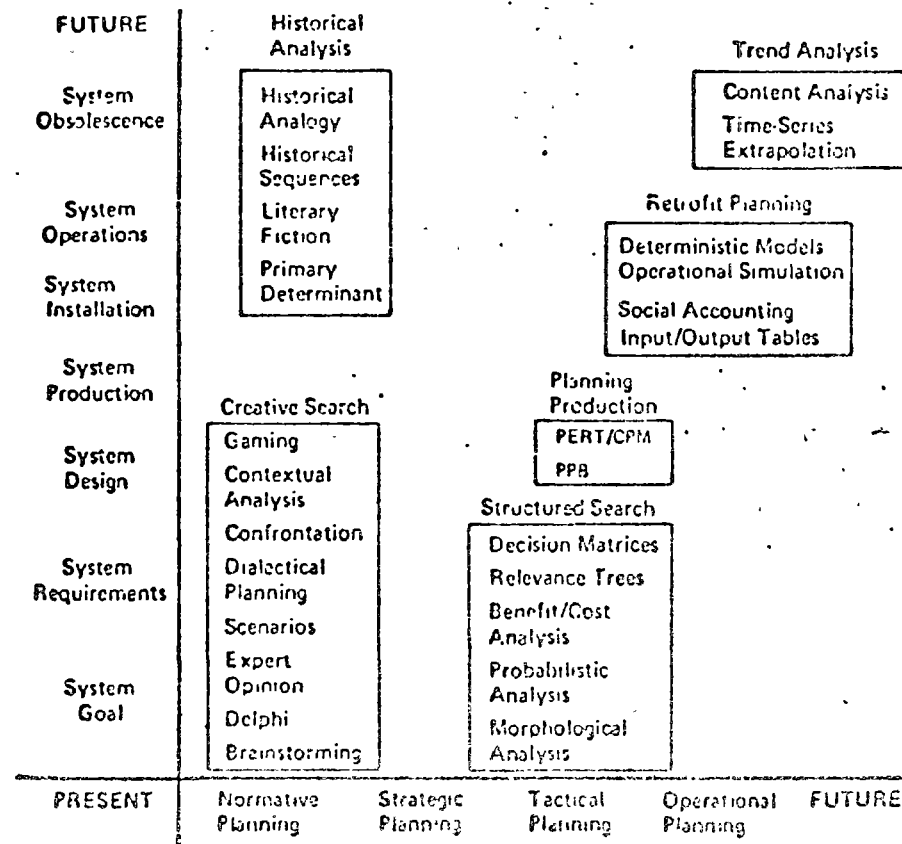 FUTURE
Historical
Analysis
Trend Analysis
System
Obsolescence
Historical
Analogy
Historical
Sequences
Literary
Fiction
Primary
Determinant
Content Analysis
Time-Series
Extrapolation
System
Operations
Retrofit Planning
Deterministic Models
Operational Simulation
Social Accounting
Input/Output Tables
System
Installation
System
Production
Creative Search
Planning
Production
PERT/CPM
PPB
System
Design
Gaming
Contextual
Analysis
Confrontation
Dialectical
Planning
Scenarios
Expert
Opinion
Delphi
Brainstorming
Structured Search
Decision Matrices
Relevance Trees
Benefit/Cost
Analysis
Probabilistic
Analysis
Morphological
Analysis
System
Requirements
System
Goal
PRESENT
Normative
Planning
Strategic
Planning
Tactical
Planning
Operational
Planning
FUTURE